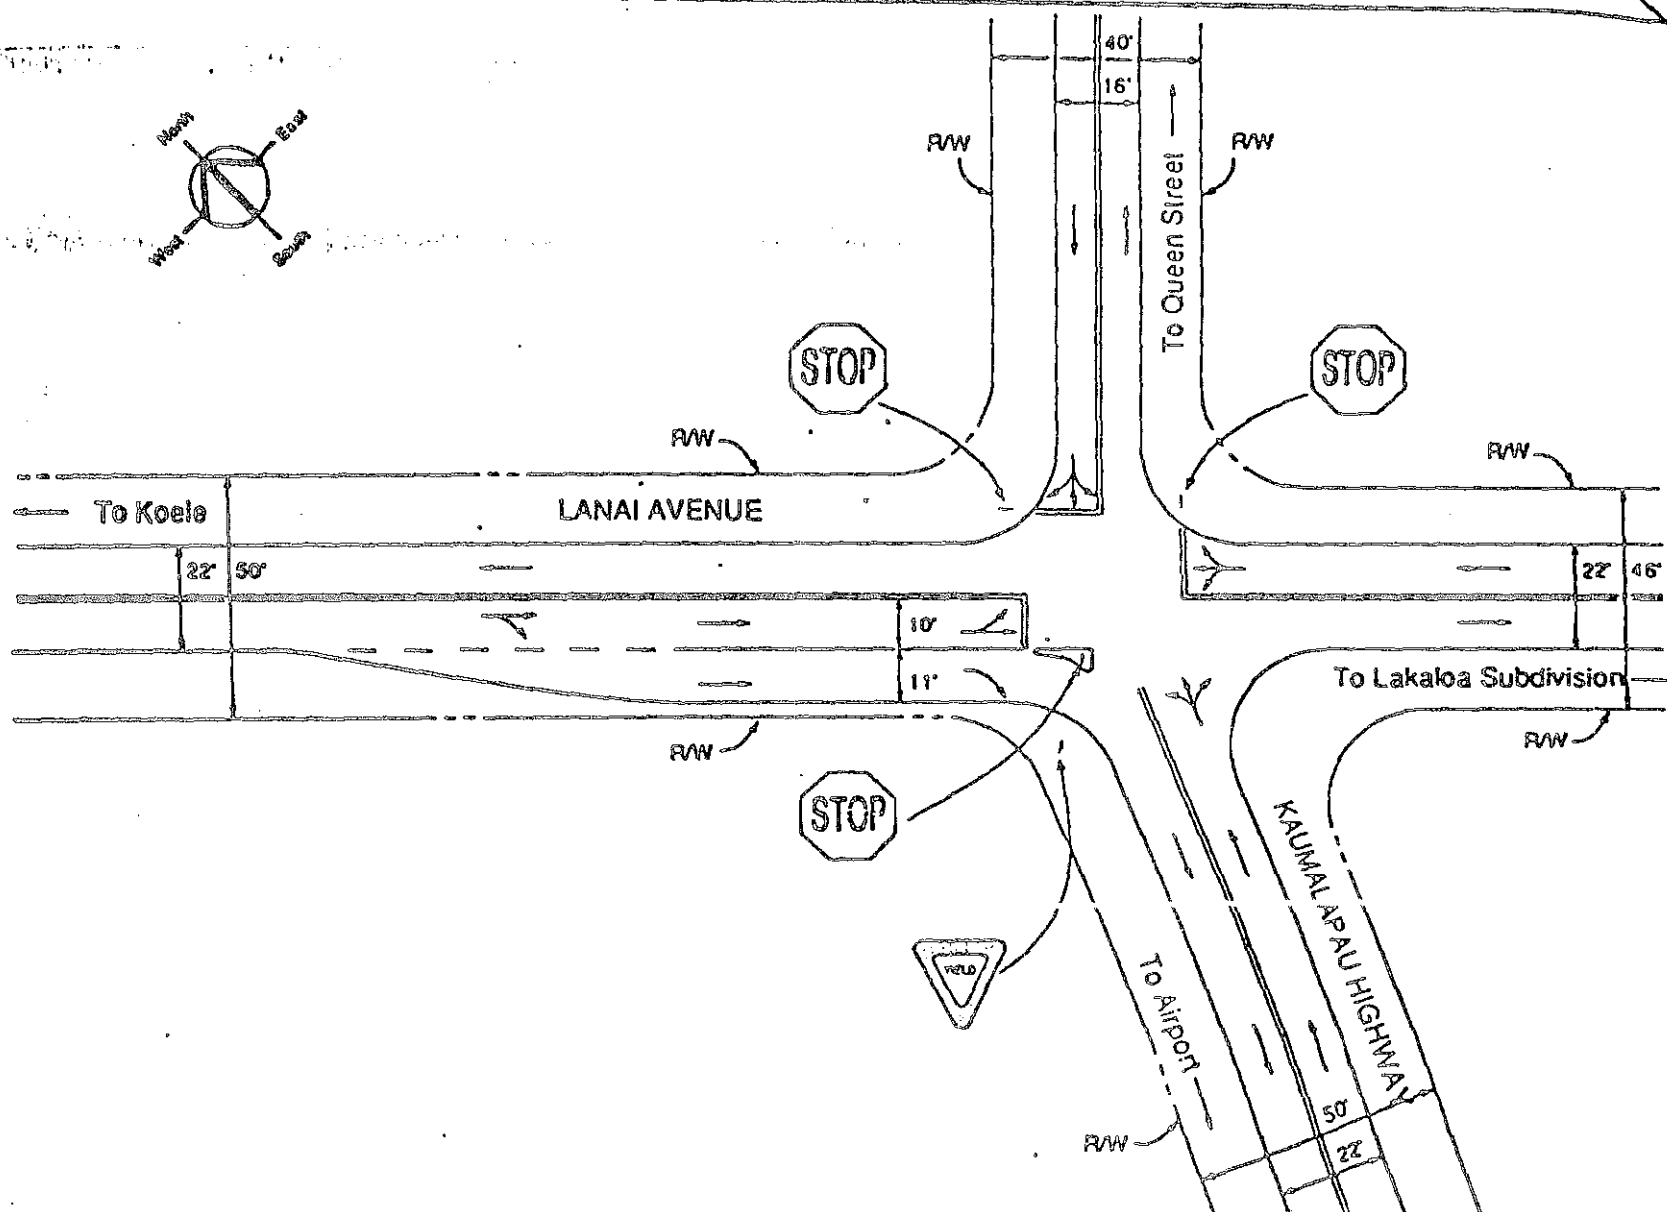 40'
16'
North
East
West
South
R/W
R/W
To Queen Street
STOP
STOP
R/W
R/W
To Koele
LANAI AVENUE
22'
50'
22'
46'
10'
11'
To Lakaloa Subdivision
R/W
R/W
STOP
KAUMALAPAU HIGHWAY
YIELD
To Airport
50'
R/W
22'